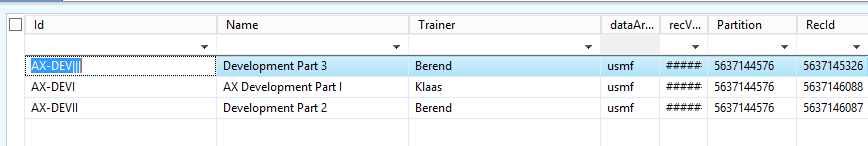 Id Name Trainer dataAr... recV... Partition RecId
AX-DEV||| Development Part 3 Berend usmf ##### 5637144576 5637145326
AX-DEVI AX Development Part I Klaas usmf ##### 5637144576 5637146088
AX-DEVII Development Part 2 Berend usmf ##### 5637144576 5637146087